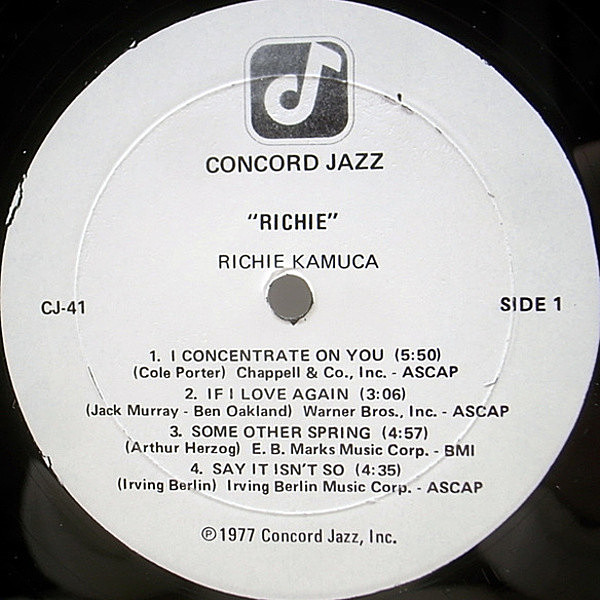 CONCORD JAZZ
"RICHIE"
RICHIE KAMUCA
CJ-41
SIDE 1
1. I CONCENTRATE ON YOU (5:50)
(Cole Porter) Chappell & Co., Inc. - ASCAP
2. IF I LOVE AGAIN (3:06)
(Jack Murray - Ben Oakland) Warner Bros., Inc. - ASCAP
3. SOME OTHER SPRING (4:57)
(Arthur Herzog) E. B. Marks Music Corp. - BMI
4. SAY IT ISN'T SO (4:35)
(Irving Berlin) Irving Berlin Music Corp. - ASCAP
℗1977 Concord Jazz, Inc.